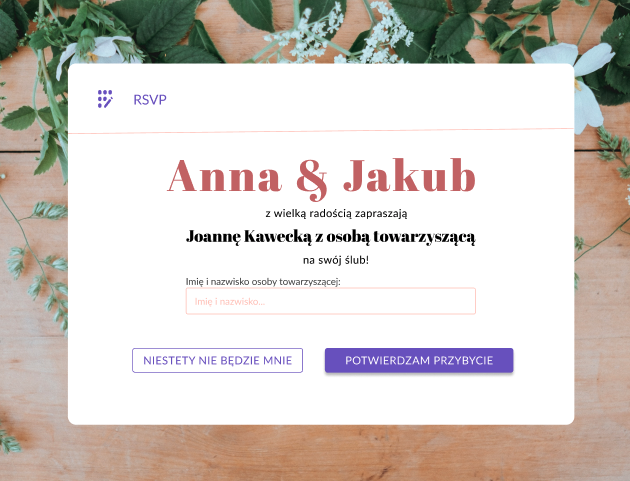 RSVP
Anna & Jakub
z wielką radością zapraszają
Joannę Kawecką z osobą towarzyszącą
na swój ślub!
Imię i nazwisko osoby towarzyszącej:
Imię i nazwisko...
NIESTETY NIE BĘDZIE MNIE
POTWIERDZAM PRZYBYCIE